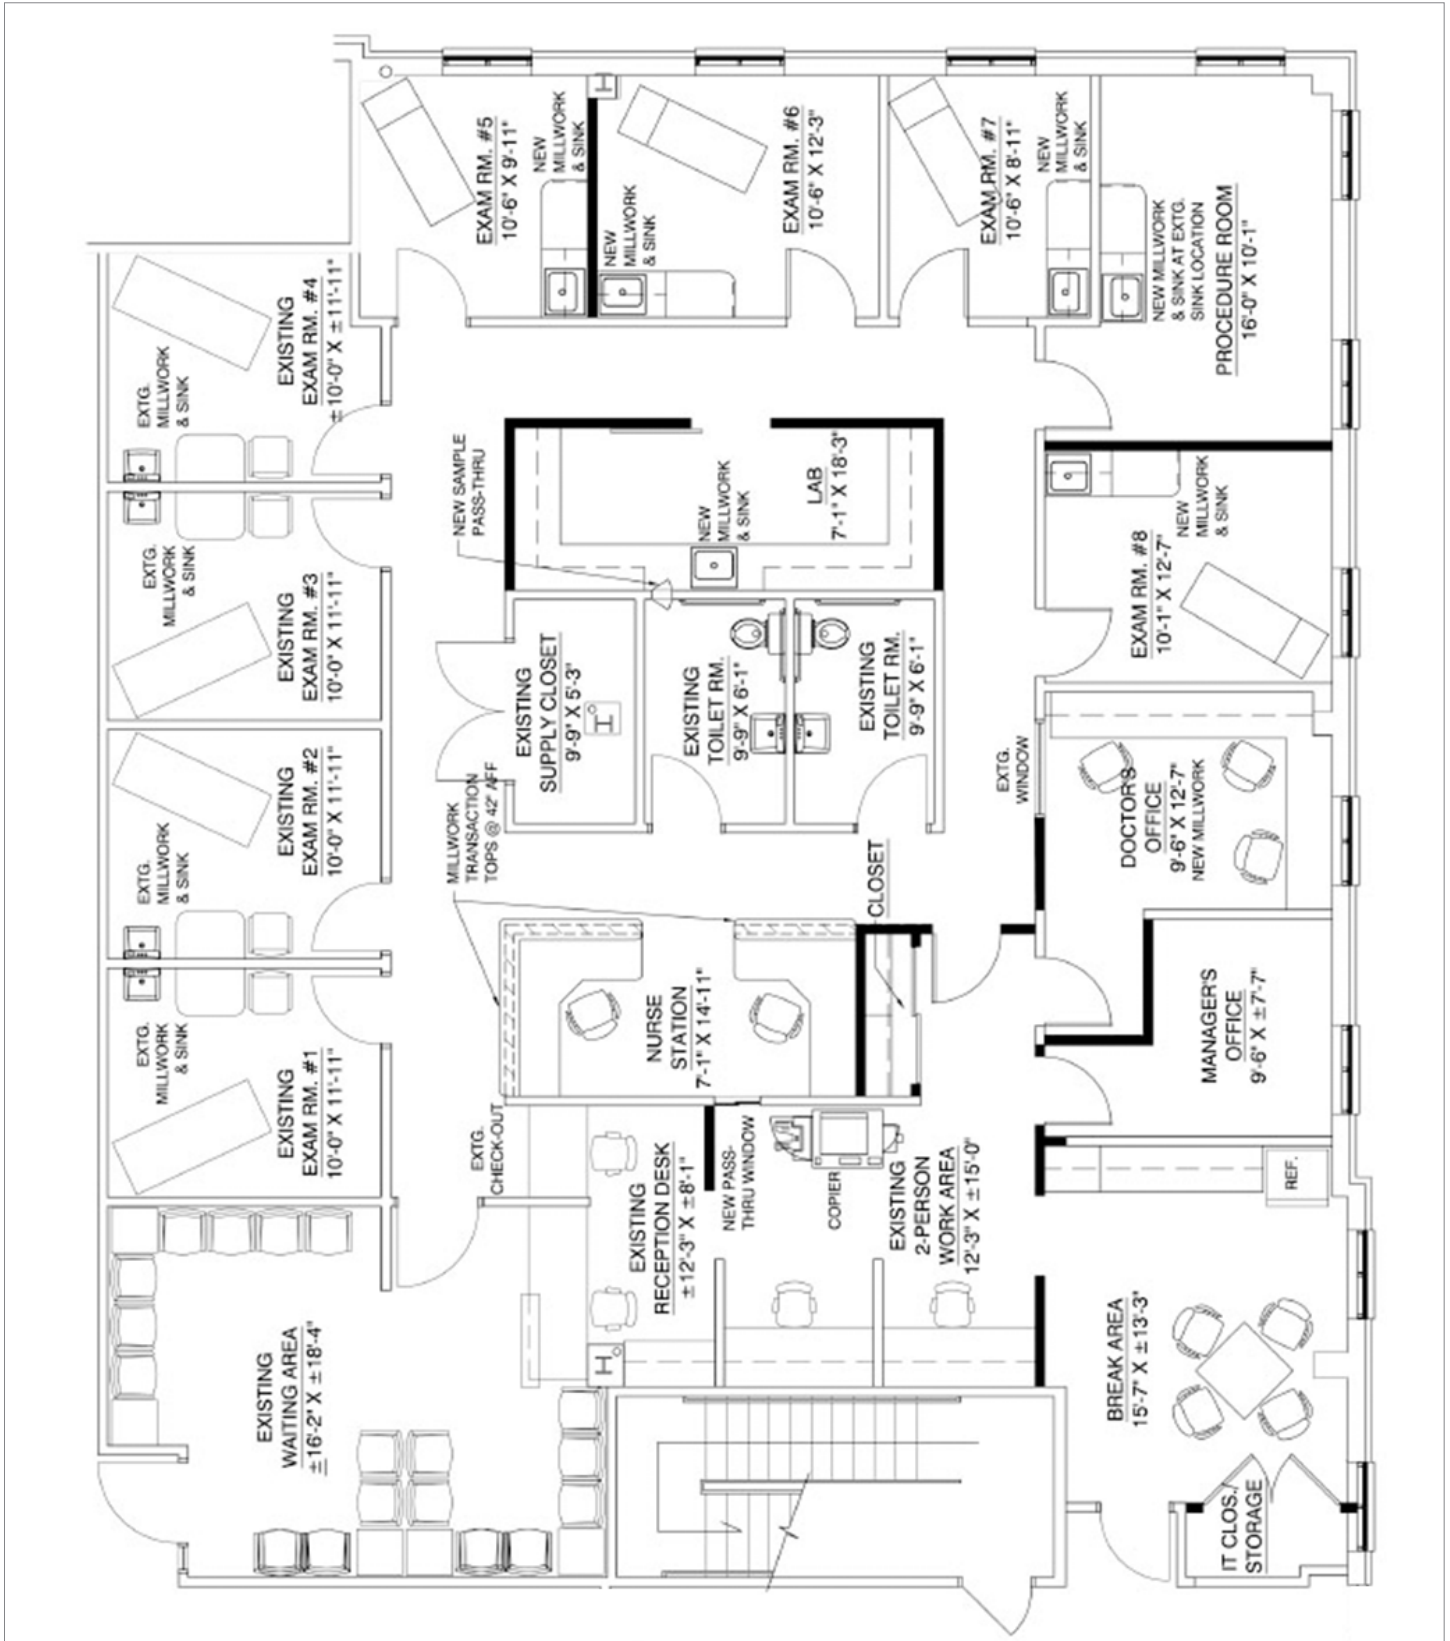 EXISTING
EXAM RM. #4
±10'-0" X ±11'-11"
EXTG.
MILLWORK
& SINK
EXAM RM. #5
10'-6" X 9'-11"
NEW
MILLWORK
& SINK
NEW
MILLWORK
& SINK
EXAM RM. #6
10'-6" X 12'-3"
EXAM RM. #7
10'-6" X 8'-11"
NEW
MILLWORK
& SINK
NEW MILLWORK
& SINK AT EXTG.
SINK LOCATION
PROCEDURE ROOM
16'-0" X 10'-1"
EXTG.
MILLWORK
& SINK
EXISTING
EXAM RM. #3
10'-0" X 11'-11"
NEW SAMPLE
PASS-THRU
NEW
MILLWORK
& SINK
LAB
7'-1" X 18'-3"
NEW
MILLWORK
& SINK
EXAM RM. #8
10'-1" X 12'-7"
EXISTING
SUPPLY CLOSET
9'-9" X 5'-3"
H
EXISTING
TOILET RM.
9'-9" X 6'-1"
EXISTING
TOILET RM.
9'-9" X 6'-1"
EXTG.
WINDOW
DOCTOR'S
OFFICE
9'-6" X 12'-7"
NEW MILLWORK
EXTG.
MILLWORK
& SINK
EXISTING
EXAM RM. #2
10'-0" X 11'-11"
MILLWORK
TRANSACTION
TOPS @ 42" AFF
CLOSET
EXTG.
MILLWORK
& SINK
EXISTING
EXAM RM. #1
10'-0" X 11'-11"
NURSE
STATION
7'-1" X 14'-11"
MANAGER'S
OFFICE
9'-6" X ±7'-7"
EXTG.
CHECK-OUT
EXISTING
RECEPTION DESK
±12'-3" X ±8'-1"
NEW PASS-
THRU WINDOW
COPIER
EXISTING
2-PERSON
WORK AREA
12'-3" X ±15'-0"
REF.
EXISTING
WAITING AREA
±16'-2" X ±18'-4"
H
BREAK AREA
15'-7" X ±13'-3"
IT CLOS./
STORAGE
H